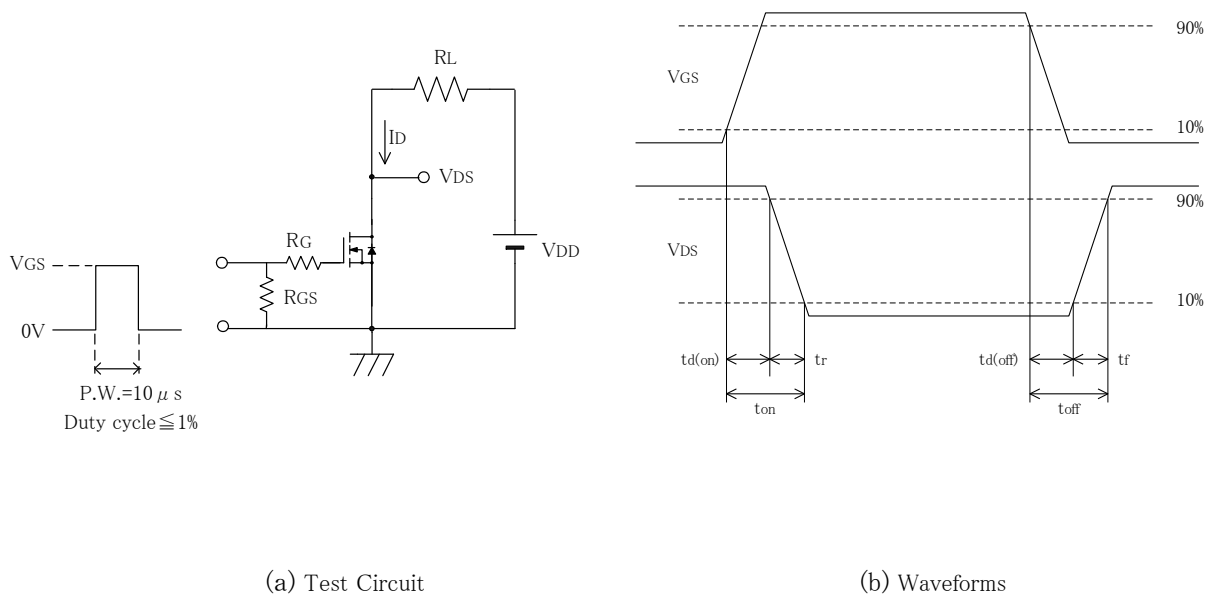 RL
ID
VDS
RG
RGS
VDD
VGS
0V
P.W.=10μs
Duty cycle≦1%
(a) Test Circuit
90%
VGS
10%
90%
VDS
10%
td(on)
tr
td(off)
tf
ton
toff
(b) Waveforms